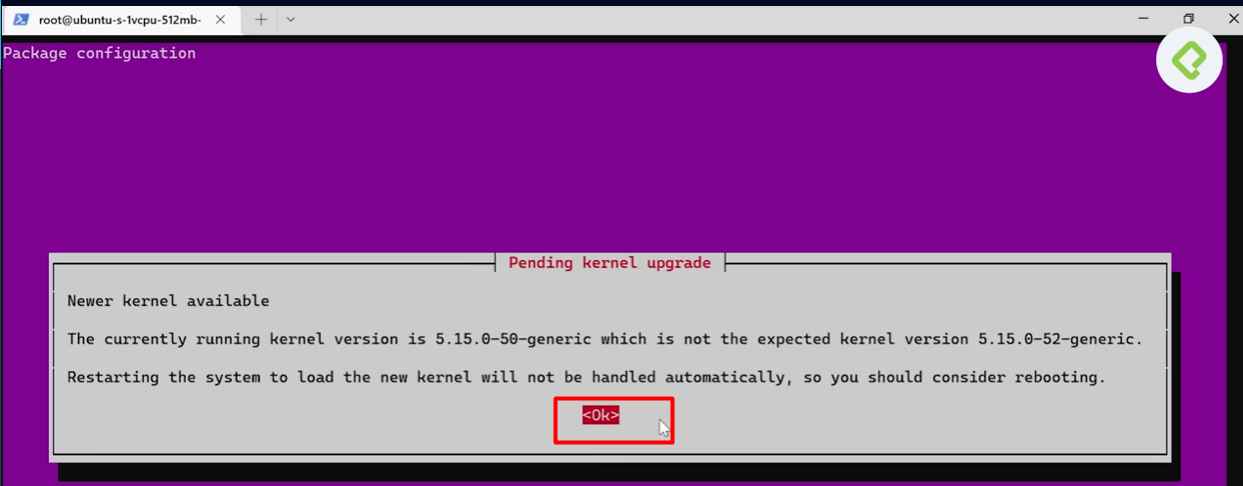 root@ubuntu-s-1vcpu-512mb-
Package configuration
Pending kernel upgrade
Newer kernel available
The currently running kernel version is 5.15.0-50-generic which is not the expected kernel version 5.15.0-52-generic.
Restarting the system to load the new kernel will not be handled automatically, so you should consider rebooting.
<Ok>